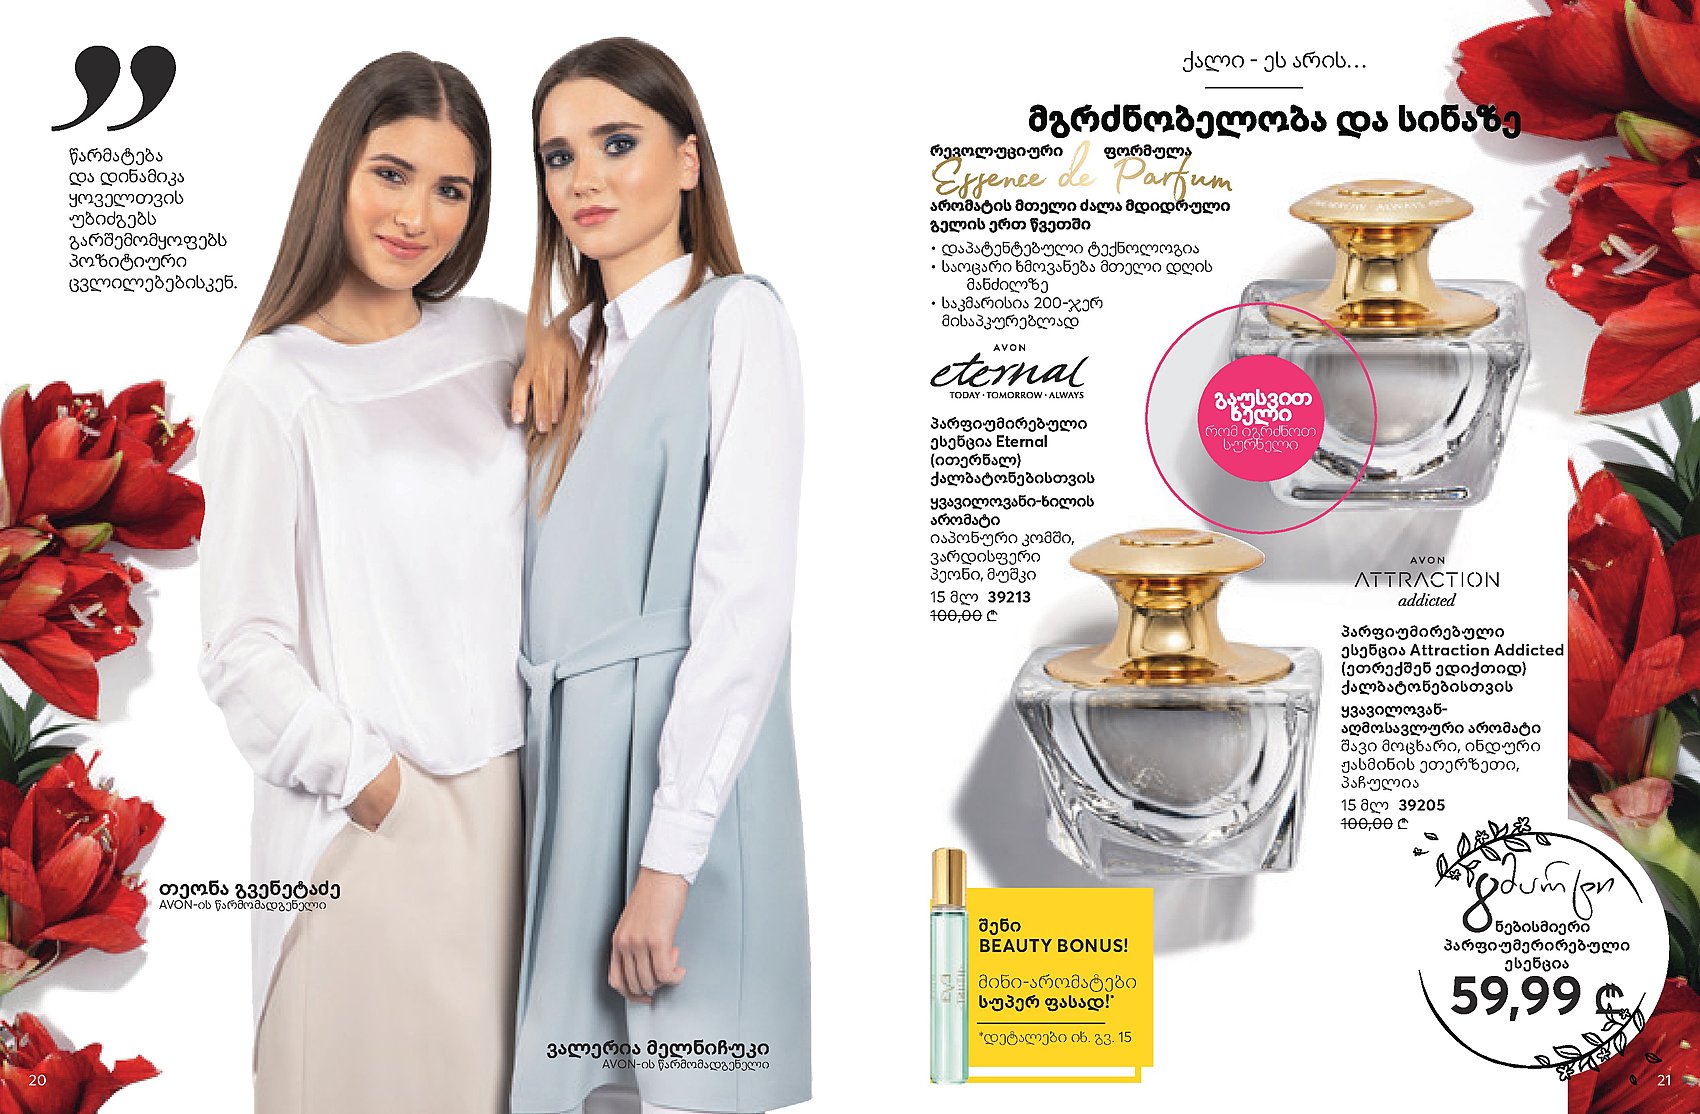 წარმატება
და დინამიკა
ყოველთვის
უბიძგებს
გარშემომყოფებს
პოზიტიური
ცვლილებებისკენ.
თეონა გვენეტაძე
AVON-ის წარმომადგენელი
ვალერია მელნიჩუკი
AVON-ის წარმომადგენელი
20
ქალი - ეს არის...
მგრძნობელობა და სინაზე
რევოლუციური ფორმულა
Essence de Parfum
არომატის მთელი ძალა მდიდრული
გელის ერთ წვეთში
• დაპატენტებული ტექნოლოგია
• საოცარი ხმოვანება მთელი დღის
მანძილზე
• საკმარისია 200-ჯერ
მისაპკურებლად
AVON
eternal
TODAY · TOMORROW · ALWAYS
პარფიუმირებული
ესენცია Eternal
(ითერნალ)
ქალბატონებისთვის
ყვავილოვანი-ხილის
არომატი
იაპონური კომში,
ვარდისფერი
პეონი, მუშკი
15 მლ 39213
100,00 ₾
გაუსვით
ხელი
რომ იგრძნოთ
სურნელი
AVON
ATTRACTION
addicted
პარფიუმირებული
ესენცია Attraction Addicted
(ეთრექშენ ედიქთიდ)
ქალბატონებისთვის
ყვავილოვან-
აღმოსავლური არომატი
შავი მოცხარი, ინდური
ჟასმინის ეთერზეთი,
პაჩულია
15 მლ 39205
100,00 ₾
შენი
BEAUTY BONUS!
მინი-არომატები
სუპერ ფასად!*
*დეტალები იხ. გვ. 15
8 მარტი
ნებისმიერი
პარფიუმერირებული
ესენცია
59,99 ₾
21